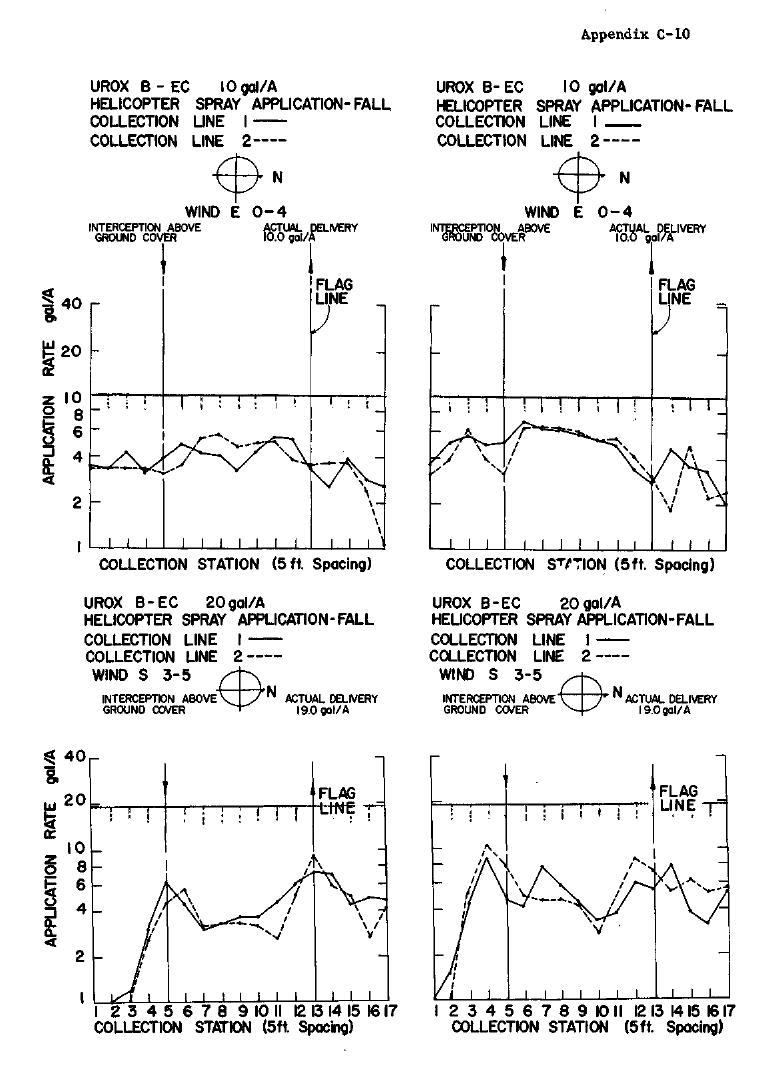 Appendix C-10
UROX B - EC 10 gal/A
HELICOPTER SPRAY APPLICATION-FALL
COLLECTION LINE 1 ——
COLLECTION LINE 2 ----
N
WIND E 0-4
INTERCEPTION ABOVE
GROUND COVER
ACTUAL DELIVERY
10.0 gal/A
FLAG
LINE
APPLICATION RATE gal/A
40
20
10
8
6
4
2
1
COLLECTION STATION (5 ft. Spacing)
UROX B-EC 10 gal/A
HELICOPTER SPRAY APPLICATION-FALL
COLLECTION LINE 1 ——
COLLECTION LINE 2 ----
N
WIND E 0-4
INTERCEPTION ABOVE
GROUND COVER
ACTUAL DELIVERY
10.0 gal/A
FLAG
LINE
COLLECTION STATION (5 ft. Spacing)
UROX B-EC 20 gal/A
HELICOPTER SPRAY APPLICATION-FALL
COLLECTION LINE 1 ——
COLLECTION LINE 2 ----
WIND S 3-5
N
INTERCEPTION ABOVE
GROUND COVER
ACTUAL DELIVERY
19.0 gal/A
FLAG
LINE
APPLICATION RATE gal/A
40
20
10
8
6
4
2
1
1 2 3 4 5 6 7 8 9 10 11 12 13 14 15 16 17
COLLECTION STATION (5 ft. Spacing)
UROX B-EC 20 gal/A
HELICOPTER SPRAY APPLICATION-FALL
COLLECTION LINE 1 ——
COLLECTION LINE 2 ----
WIND S 3-5
N
INTERCEPTION ABOVE
GROUND COVER
ACTUAL DELIVERY
19.0 gal/A
FLAG
LINE
1 2 3 4 5 6 7 8 9 10 11 12 13 14 15 16 17
COLLECTION STATION (5 ft. Spacing)